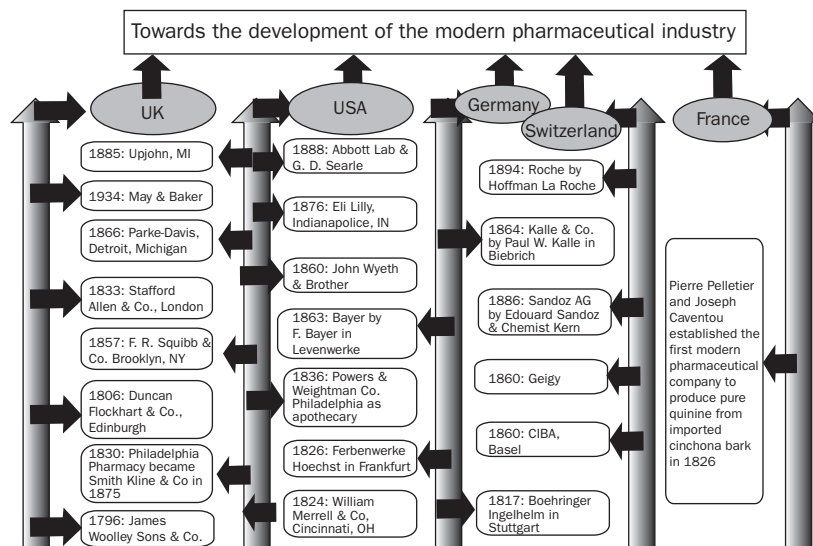 Towards the development of the modern pharmaceutical industry
UK
USA
Germany
Switzerland
France
1885: Upjohn, MI
1934: May & Baker
1866: Parke-Davis,
Detroit, Michigan
1833: Stafford
Allen & Co., London
1857: F. R. Squibb &
Co. Brooklyn, NY
1806: Duncan
Flockhart & Co.,
Edinburgh
1830: Philadelphia
Pharmacy became
Smith Kline & Co in
1875
1796: James
Woolley Sons & Co.
1888: Abbott Lab &
G. D. Searle
1876: Eli Lilly,
Indianapolice, IN
1860: John Wyeth
& Brother
1863: Bayer by
F. Bayer in
Levenwerke
1836: Powers &
Weightman Co.
Philadelphia as
apothecary
1826: Ferbenwerke
Hoechst in Frankfurt
1824: William
Merrell & Co,
Cincinnati, OH
1894: Roche by
Hoffman La Roche
1864: Kalle & Co.
by Paul W. Kalle in
Biebrich
1886: Sandoz AG
by Edouard Sandoz
& Chemist Kern
1860: Geigy
1860: CIBA,
Basel
1817: Boehringer
Ingelheim in
Stuttgart
Pierre Pelletier
and Joseph
Caventou
established the
first modern
pharmaceutical
company to
produce pure
quinine from
imported
cinchona bark
in 1826